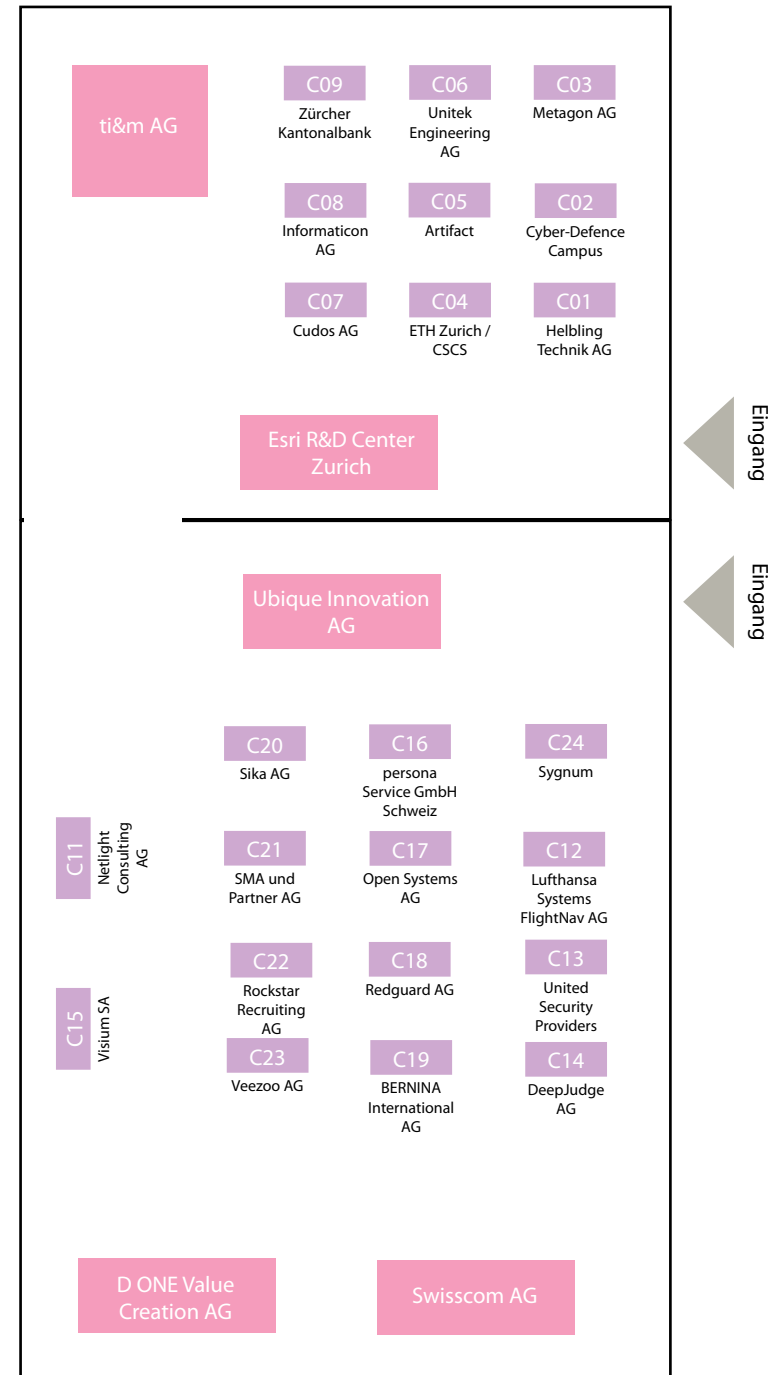 ti&m AG
C09
Zürcher
Kantonalbank
C06
Unitek
Engineering
AG
C03
Metagon AG
C08
Informaticon
AG
C05
Artifact
C02
Cyber-Defence
Campus
C07
Cudos AG
C04
ETH Zurich /
CSCS
C01
Helbling
Technik AG
Esri R&D Center
Zurich
Eingang
Ubique Innovation
AG
Eingang
C20
Sika AG
C16
persona
Service GmbH
Schweiz
C24
Sygnum
C11
Netlight
Consulting
AG
C21
SMA und
Partner AG
C17
Open Systems
AG
C12
Lufthansa
Systems
FlightNav AG
C15
Visium SA
C22
Rockstar
Recruiting
AG
C18
Redguard AG
C13
United
Security
Providers
C23
Veezoo AG
C19
BERNINA
International
AG
C14
DeepJudge
AG
D ONE Value
Creation AG
Swisscom AG